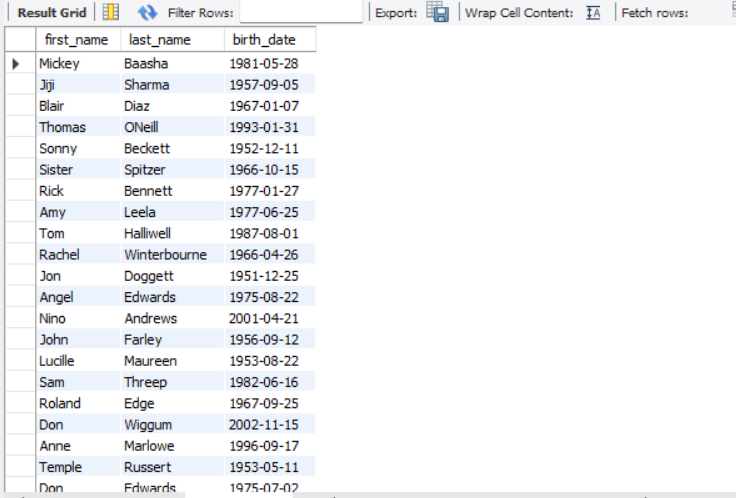 Result Grid Filter Rows: Export: Wrap Cell Content: IA Fetch rows:
first_name last_name birth_date
Mickey Baasha 1981-05-28
Jiji Sharma 1957-09-05
Blair Diaz 1967-01-07
Thomas ONeill 1993-01-31
Sonny Beckett 1952-12-11
Sister Spitzer 1966-10-15
Rick Bennett 1977-01-27
Amy Leela 1977-06-25
Tom Halliwell 1987-08-01
Rachel Winterbourne 1966-04-26
Jon Doggett 1951-12-25
Angel Edwards 1975-08-22
Nino Andrews 2001-04-21
John Farley 1956-09-12
Lucille Maureen 1953-08-22
Sam Threep 1982-06-16
Roland Edge 1967-09-25
Don Wiggum 2002-11-15
Anne Marlowe 1996-09-17
Temple Russert 1953-05-11
Don Edwards 1975-07-02